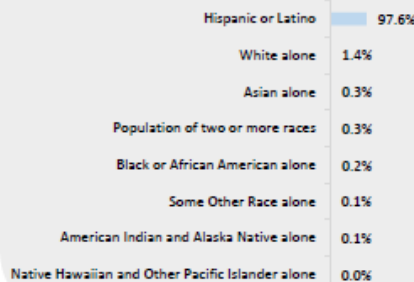 Hispanic or Latino 97.6%
White alone 1.4%
Asian alone 0.3%
Population of two or more races 0.3%
Black or African American alone 0.2%
Some Other Race alone 0.1%
American Indian and Alaska Native alone 0.1%
Native Hawaiian and Other Pacific Islander alone 0.0%